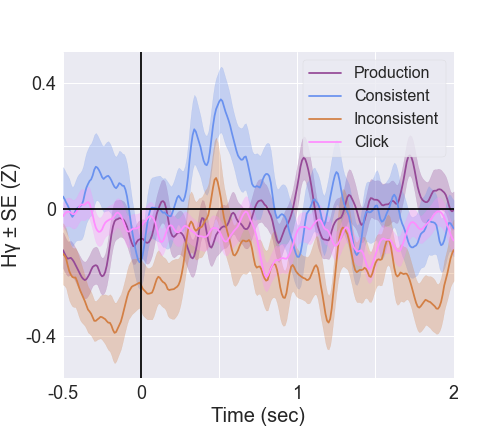 Production
Consistent
Inconsistent
Click
0.4
0
-0.4
Hγ ± SE (Z)
-0.5
0
1
2
Time (sec)